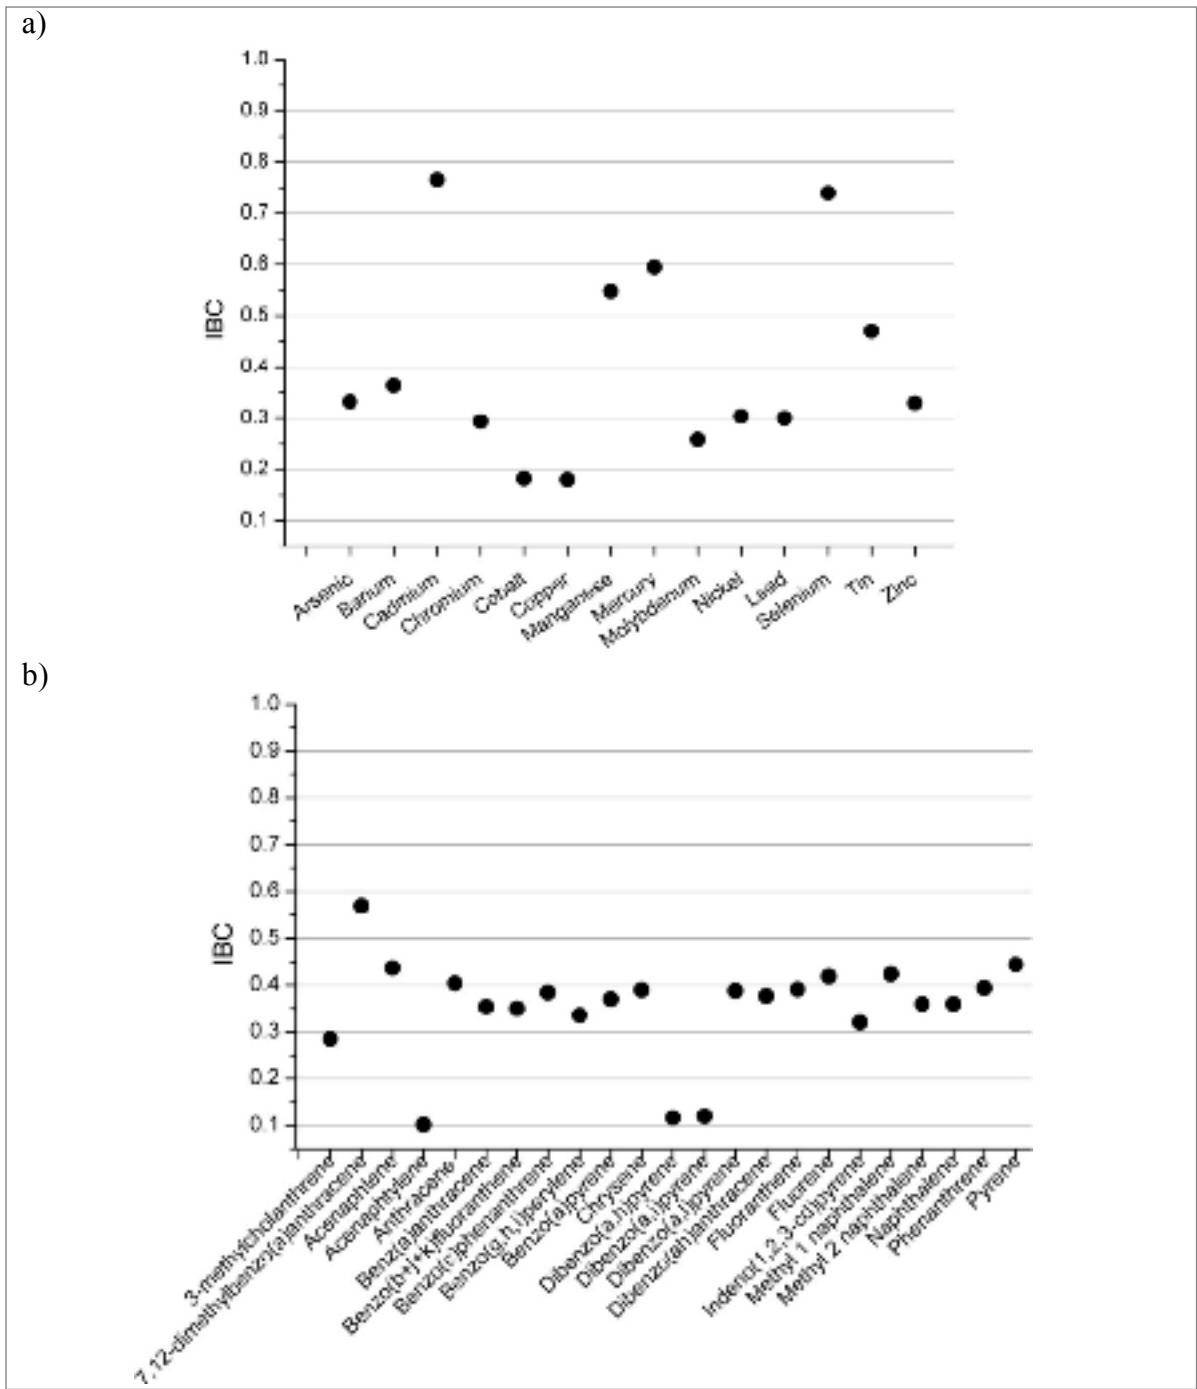 a)
1.0
0.9
0.8
0.7
0.6
0.5
0.4
0.3
0.2
0.1
IBC
Arsenic
Barium
Cadmium
Chromium
Cobalt
Copper
Manganese
Mercury
Molybdenum
Nickel
Lead
Selenium
Tin
Zinc
b)
1.0
0.9
0.8
0.7
0.6
0.5
0.4
0.3
0.2
0.1
IBC
3-methylcholanthrene
7,12-dimethylbenzo(a)anthracene
Acenaphtene
Acenaphtylene
Anthracene
Benz(a)anthracene
Benzo(b+j+k)fluoranthene
Benzo(c)phenanthrene
Benzo(g,h,i)perylene
Benzo(a)pyrene
Chrysene
Dibenzo(a,h)pyrene
Dibenzo(a,i)pyrene
Dibenzo(a,l)pyrene
Dibenzo(ah)anthracene
Fluoranthene
Fluorene
Indeno(1,2,3-cd)pyrene
Methyl 1 naphthalene
Methyl 2 naphthalene
Naphthalene
Phenanthrene
Pyrene